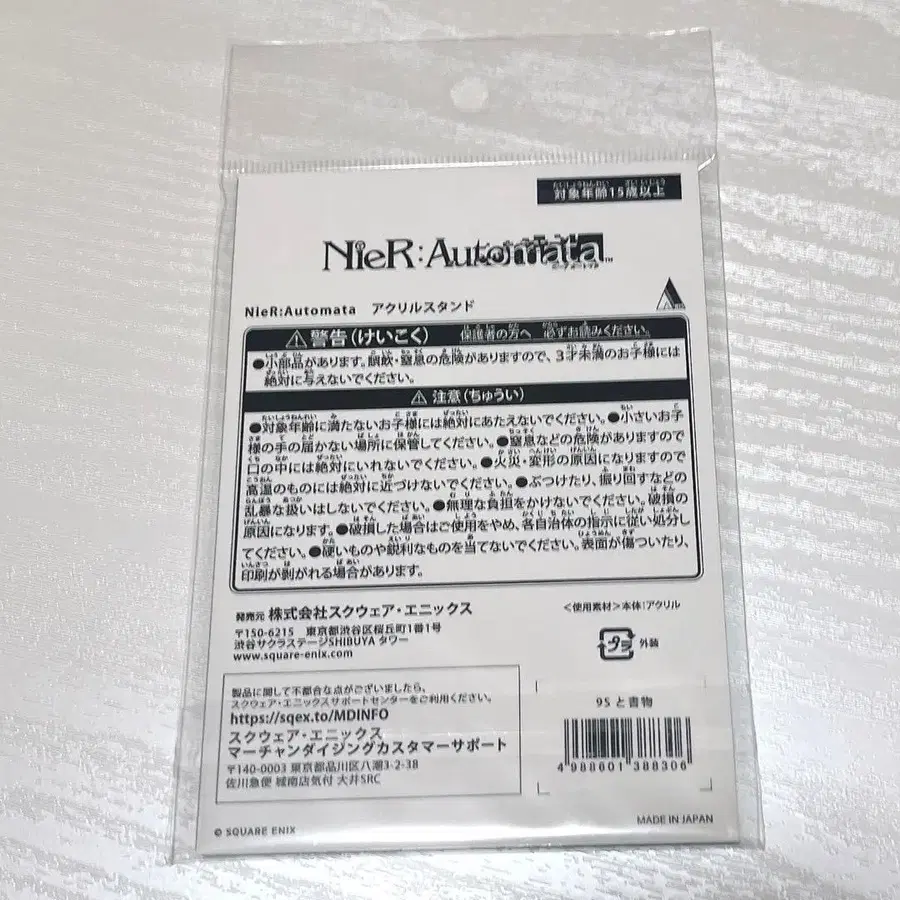 対象年齢15歳以上
NieR:Automata™
NieR:Automata アクリルスタンド
⚠警告(けいこく) 保護者の方へ 必ずお読みください。
●小部品があります。誤飲・窒息の危険がありますので、3才未満のお子様には
絶対に与えないでください。
⚠注意(ちゅうい)
●対象年齢に満たないお子様には絶対にあたえないでください。●小さいお子
様の手の届かない場所に保管してください。●窒息などの危険がありますので
口の中には絶対にいれないでください。●火災・変形の原因になりますので
高温のものには絶対に近づけないでください。●ぶつけたり、振り回すなどの
乱暴な扱いはしないでください。●無理な負担をかけないでください。破損の
原因になります。●破損した場合はご使用をやめ、各自治体の指示に従い処分し
てください。●硬いものや鋭利なものを当てないでください。表面が傷ついたり、
印刷が剥がれる場合があります。
発売元 株式会社スクウェア・エニックス
〒150-6215 東京都渋谷区桜丘町1番1号
渋谷サクラステージSHIBUYA タワー
www.square-enix.com
<使用素材>本体:アクリル
プラ 外装
製品に関して不都合な点がございましたら、
スクウェア・エニックスサポートセンターをご利用ください。
https://sqex.to/MDINFO
スクウェア・エニックス
マーチャンダイジングカスタマーサポート
〒140-0003 東京都品川区八潮3-2-38
佐川急便 城南店気付 大井SRC
9Sと書物
4 988601 388306
© SQUARE ENIX
MADE IN JAPAN